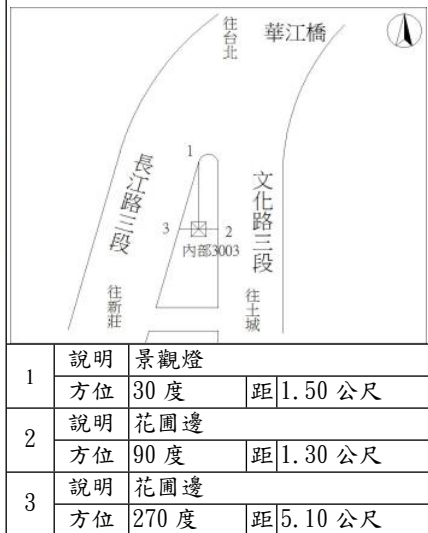 往台北
華江橋
1
長江路三段
文化路三段
3
2
內部3003
往新莊
往土城
1 說明 景觀燈
方位 30 度 距 1.50 公尺
2 說明 花圃邊
方位 90 度 距 1.30 公尺
3 說明 花圃邊
方位 270 度 距 5.10 公尺